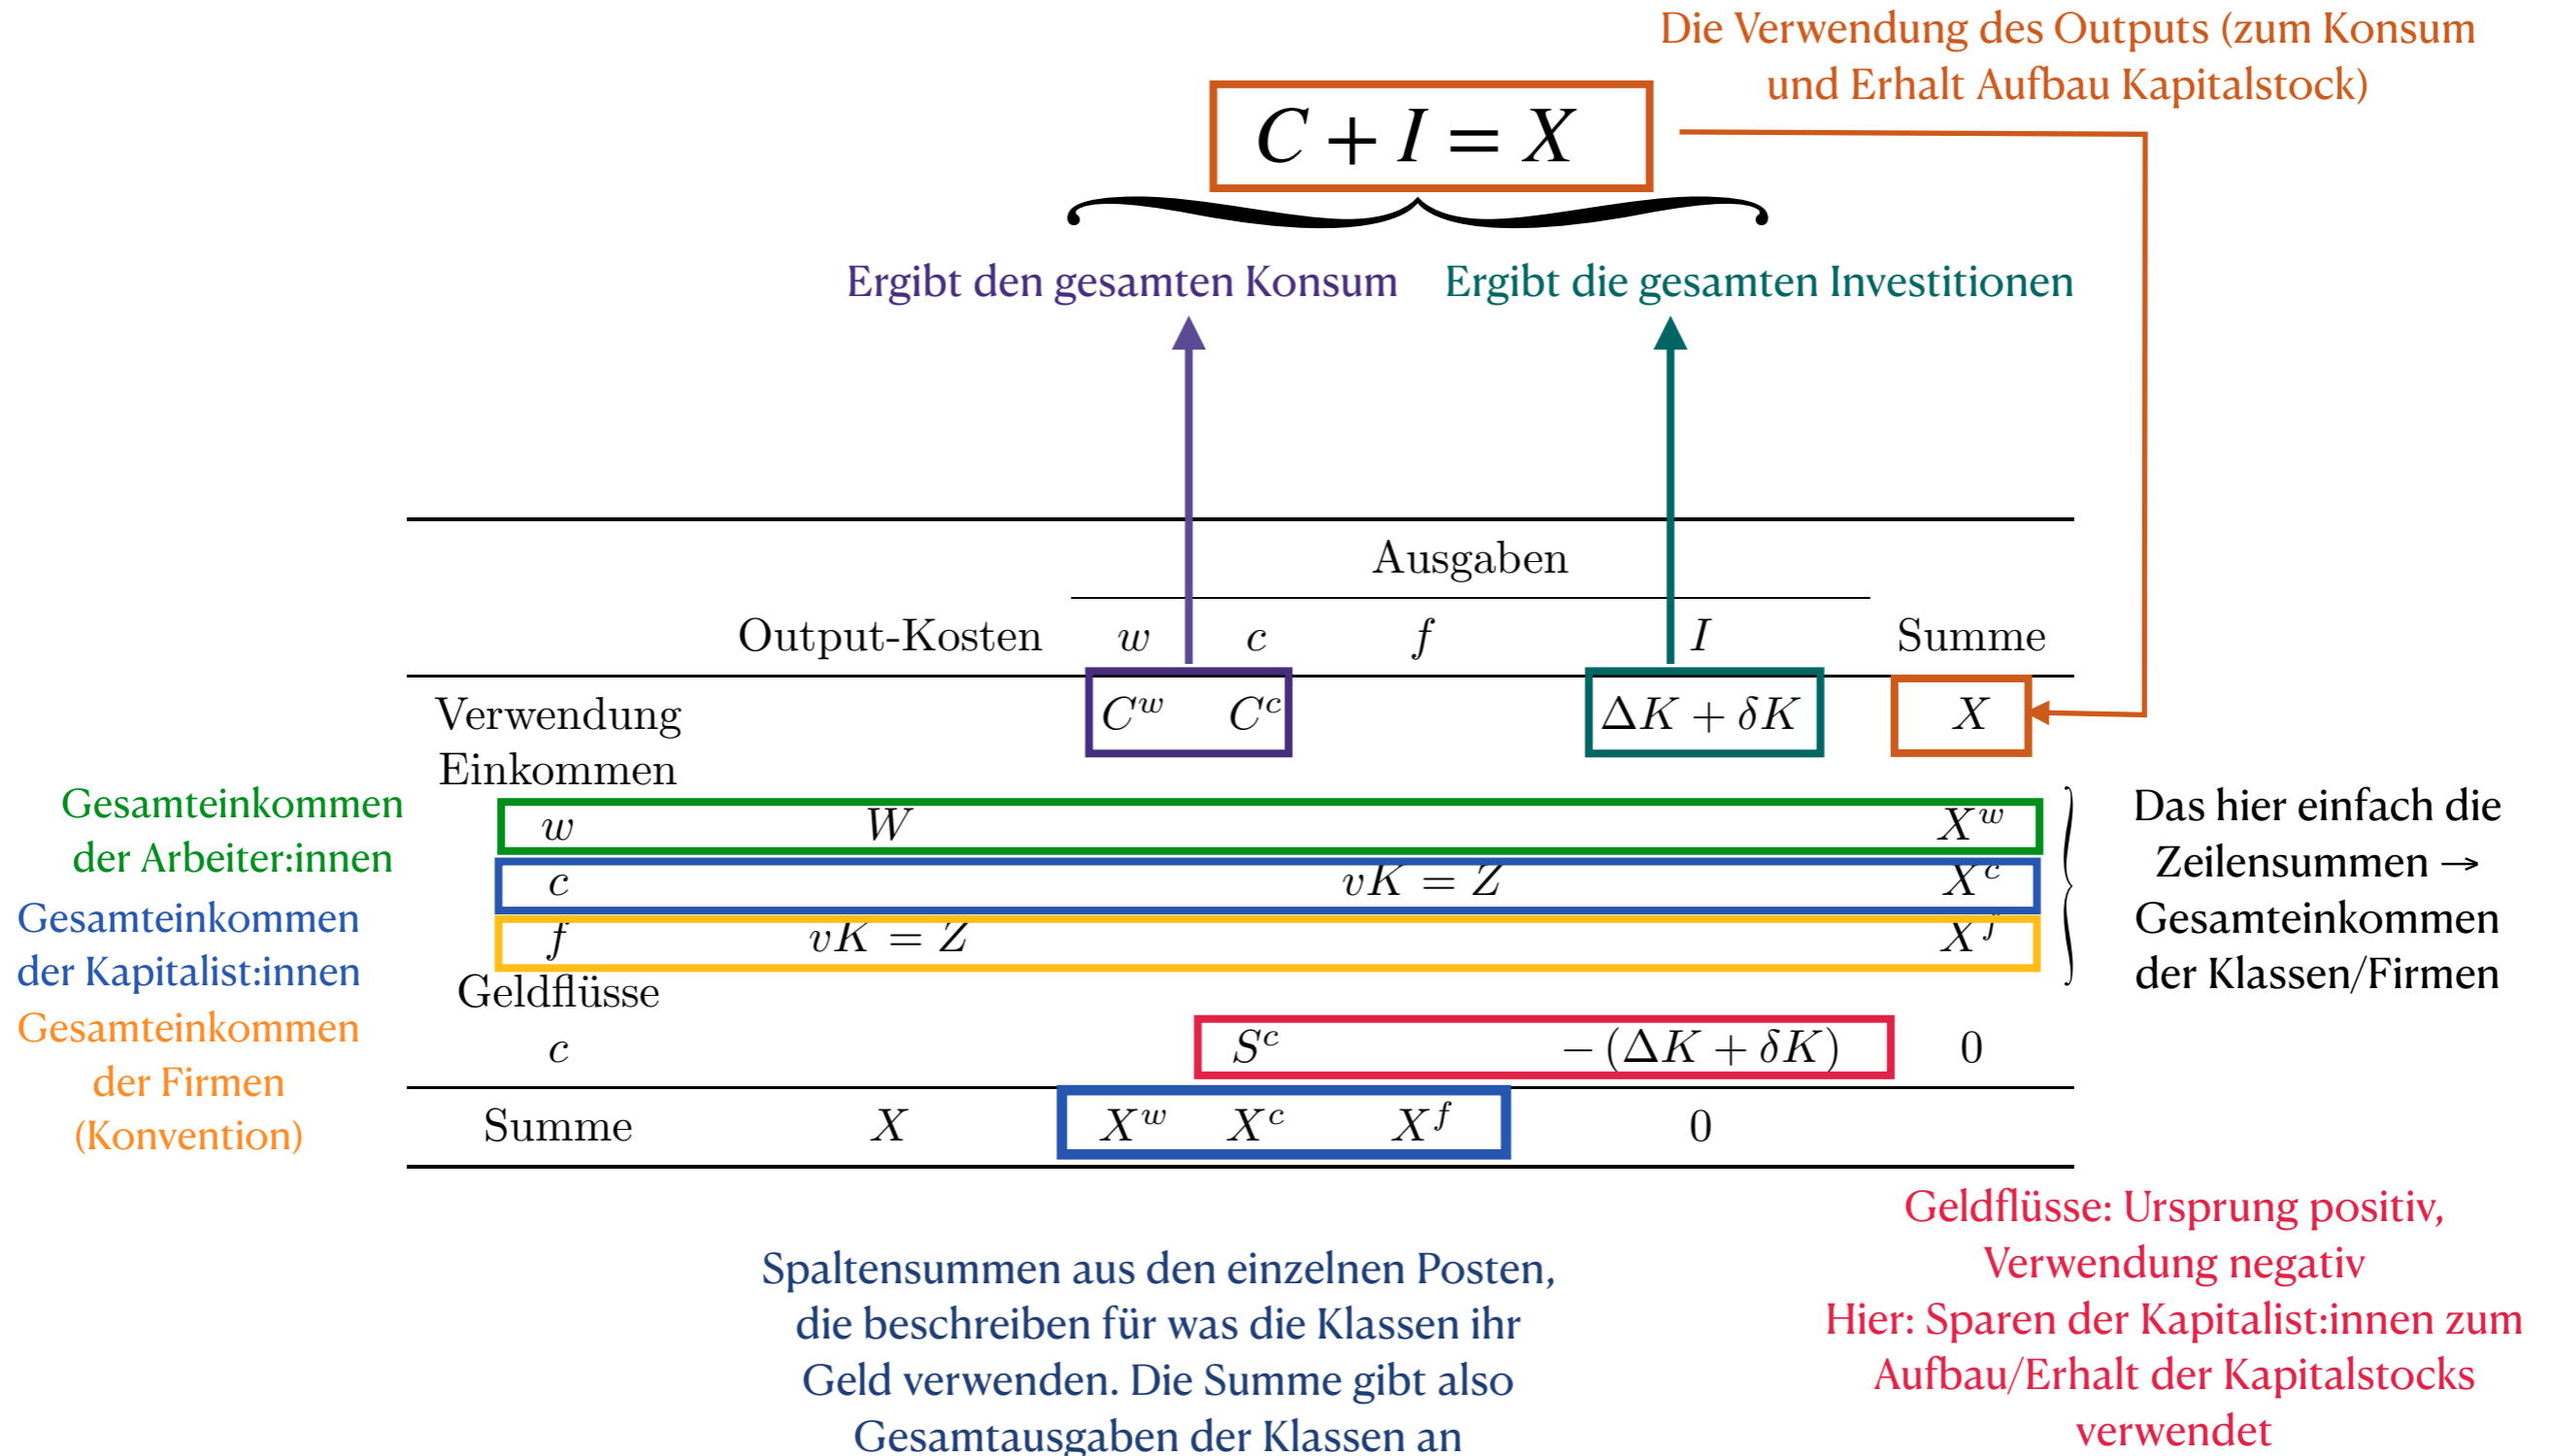 Die Verwendung des Outputs (zum Konsum
und Erhalt Aufbau Kapitalstock)
C + I = X
Ergibt den gesamten Konsum
Ergibt die gesamten Investitionen
Ausgaben
Output-Kosten w c f I Summe
Verwendung C^w C^c ΔK + δK X
Einkommen
w W X^w
c vK = Z X^c
f vK = Z X^f
Geldflüsse
c S^c − (ΔK + δK) 0
Summe X X^w X^c X^f 0
Gesamteinkommen
der Arbeiter:innen
Gesamteinkommen
der Kapitalist:innen
Gesamteinkommen
der Firmen
(Konvention)
Das hier einfach die
Zeilensummen →
Gesamteinkommen
der Klassen/Firmen
Spaltensummen aus den einzelnen Posten,
die beschreiben für was die Klassen ihr
Geld verwenden. Die Summe gibt also
Gesamtausgaben der Klassen an
Geldflüsse: Ursprung positiv,
Verwendung negativ
Hier: Sparen der Kapitalist:innen zum
Aufbau/Erhalt der Kapitalstocks
verwendet